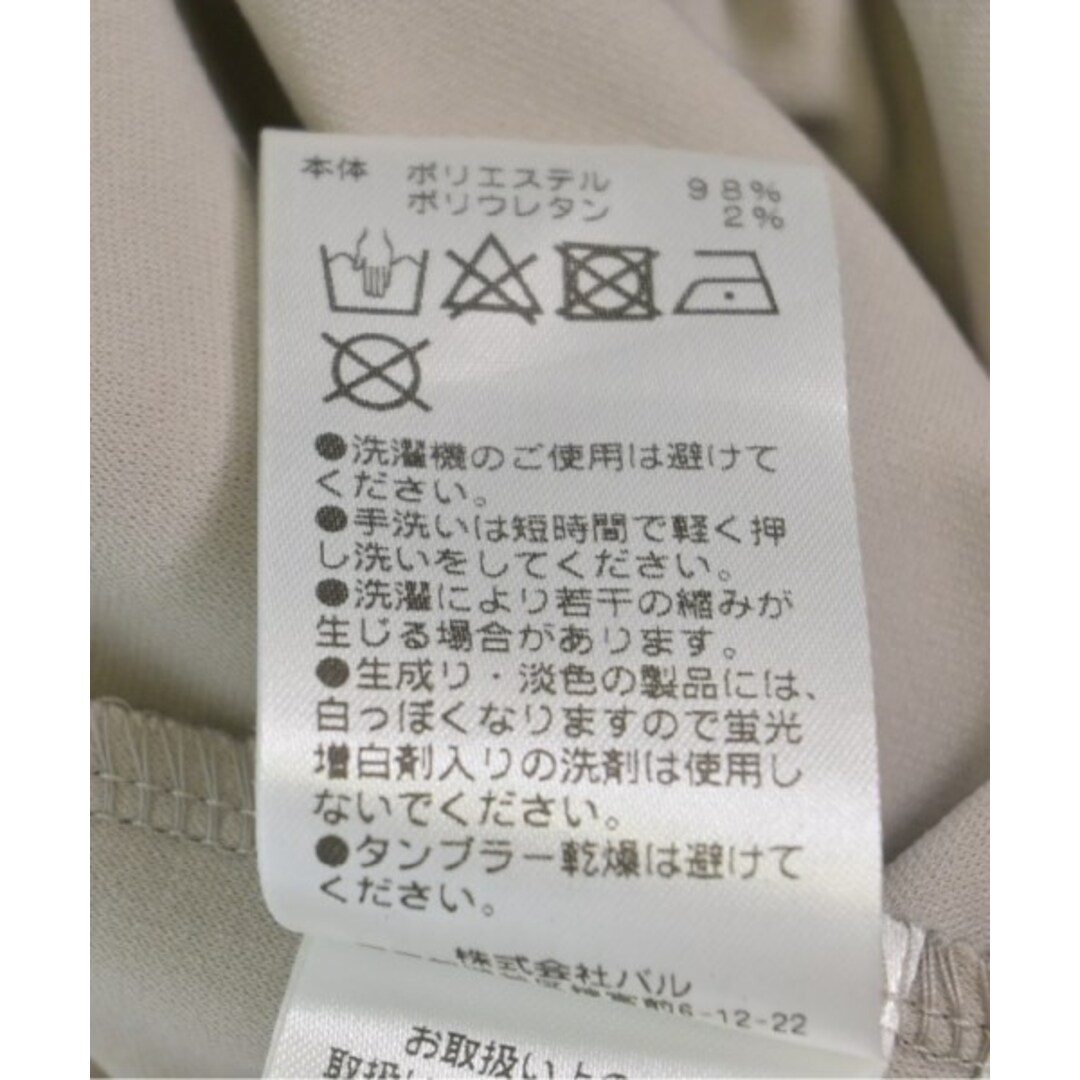 本体 ポリエステル 98%
ポリウレタン 2%
●洗濯機のご使用は避けて
ください。
●手洗いは短時間で軽く押
し洗いをしてください。
●洗濯により若干の縮みが
生じる場合があります。
●生成り・淡色の製品には、
白っぽくなりますので蛍光
増白剤入りの洗剤は使用し
ないでください。
●タンブラー乾燥は避けて
ください。
株式会社バル
6-12-22
お取扱い上の
取扱い